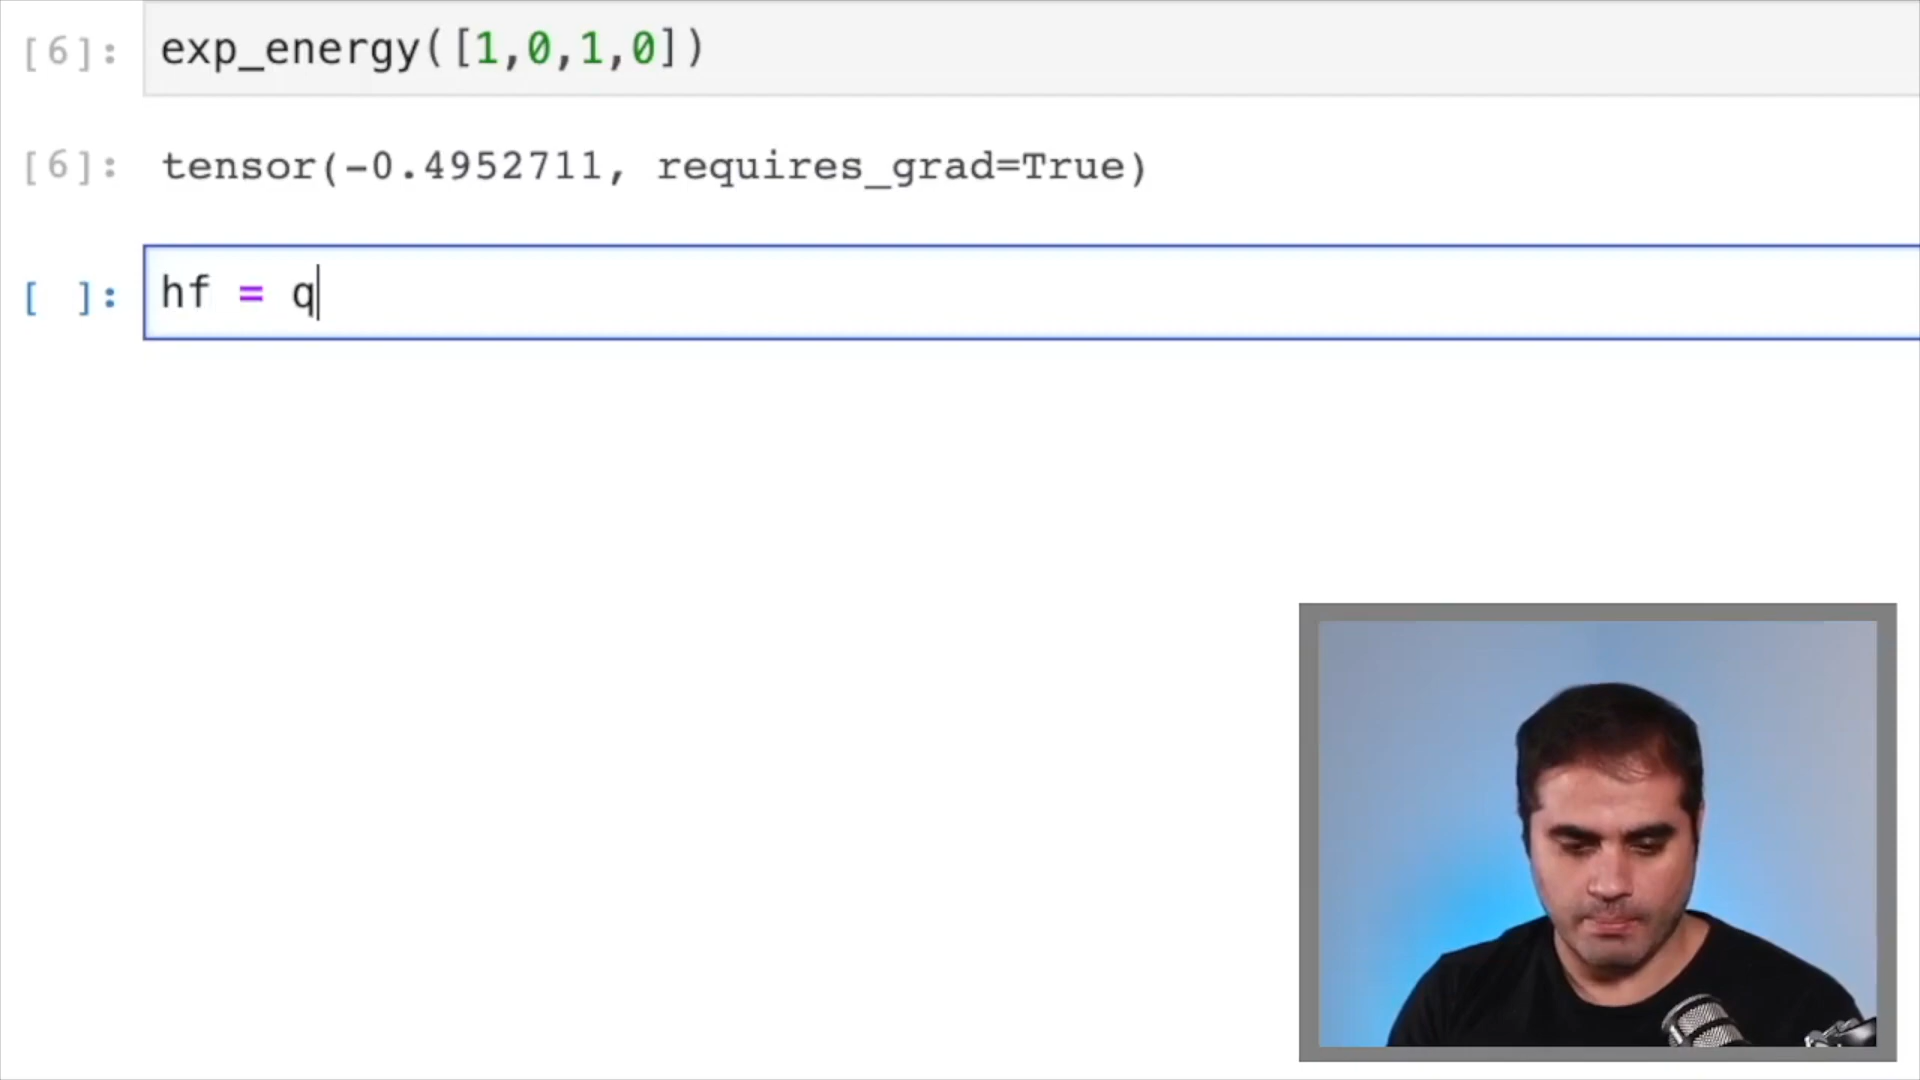 [6]: exp_energy([1,0,1,0])
[6]: tensor(-0.4952711, requires_grad=True)
[ ]: hf = q